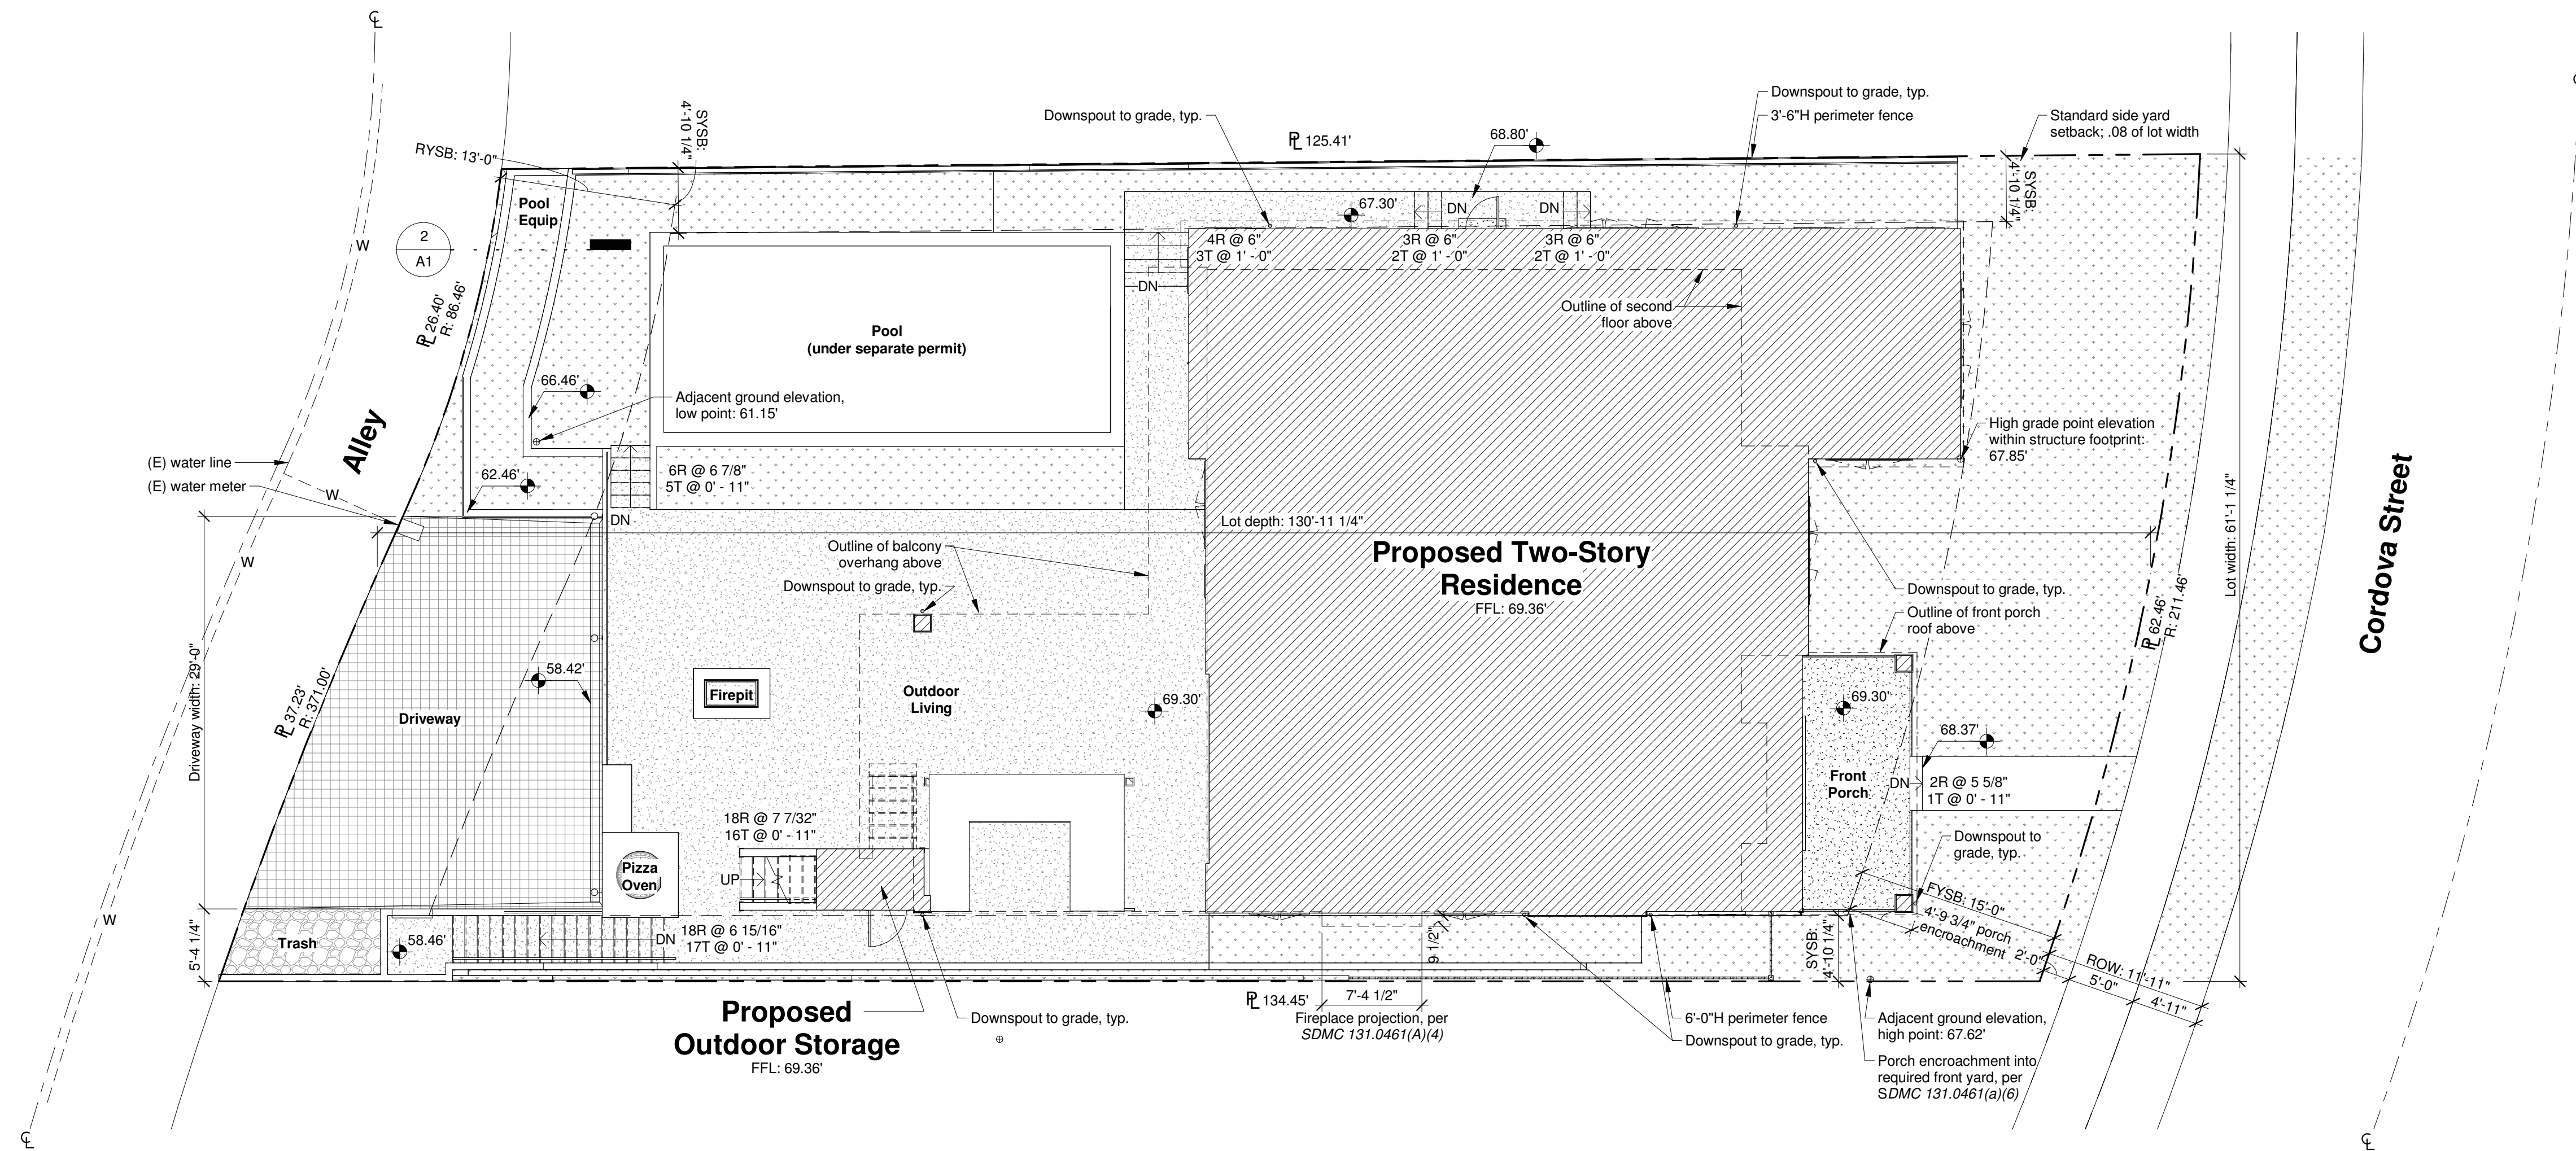 ℄
Downspout to grade, typ.
3'-6"H perimeter fence
Downspout to grade, typ.
℄
Standard side yard
setback; .08 of lot width
SYSB:
4'-10 1/4"
RYSB: 13'-0"
PL 125.41'
68.80'
SYSB:
4'-10 1/4"
Pool
Equip
67.30'
DN
DN
2
A1
W
4R @ 6"
3T @ 1' - 0"
3R @ 6"
2T @ 1' - 0"
3R @ 6"
2T @ 1' - 0"
DN
PL 26.40'
R: 86.46'
Outline of second
floor above
Pool
(under separate permit)
66.46'
Adjacent ground elevation,
low point: 61.15'
Alley
High grade point elevation
within structure footprint:
67.85'
(E) water line
(E) water meter
W
62.46'
6R @ 6 7/8"
5T @ 0' - 11"
DN
Lot depth: 130'-11 1/4"
Lot width: 61'-1 1/4"
Cordova Street
Outline of balcony
overhang above
Downspout to grade, typ.
Proposed Two-Story
Residence
FFL: 69.36'
W
Downspout to grade, typ.
Outline of front porch
roof above
PL 62.46'
R: 211.46'
Driveway width: 29'-0"
PL 37.23'
R: 371.00'
58.42'
Driveway
Firepit
Outdoor
Living
69.30'
69.30'
68.37'
Front
Porch
DN
2R @ 5 5/8"
1T @ 0' - 11"
18R @ 7 7/32"
16T @ 0' - 11"
Pizza
Oven
UP
Downspout to
grade, typ.
W
5'-4 1/4"
Trash
58.46'
DN
18R @ 6 15/16"
17T @ 0' - 11"
9 1/2"
SYSB:
4'-10 1/4"
FYSB: 15'-0"
4'-9 3/4" porch
encroachment
2'-0"
ROW: 11'-11"
5'-0"
4'-11"
Proposed
Outdoor Storage
FFL: 69.36'
Downspout to grade, typ.
PL 134.45'
7'-4 1/2"
Fireplace projection, per
SDMC 131.0461(A)(4)
6'-0"H perimeter fence
Downspout to grade, typ.
Adjacent ground elevation,
high point: 67.62'
Porch encroachment into
required front yard, per
SDMC 131.0461(a)(6)
℄
℄